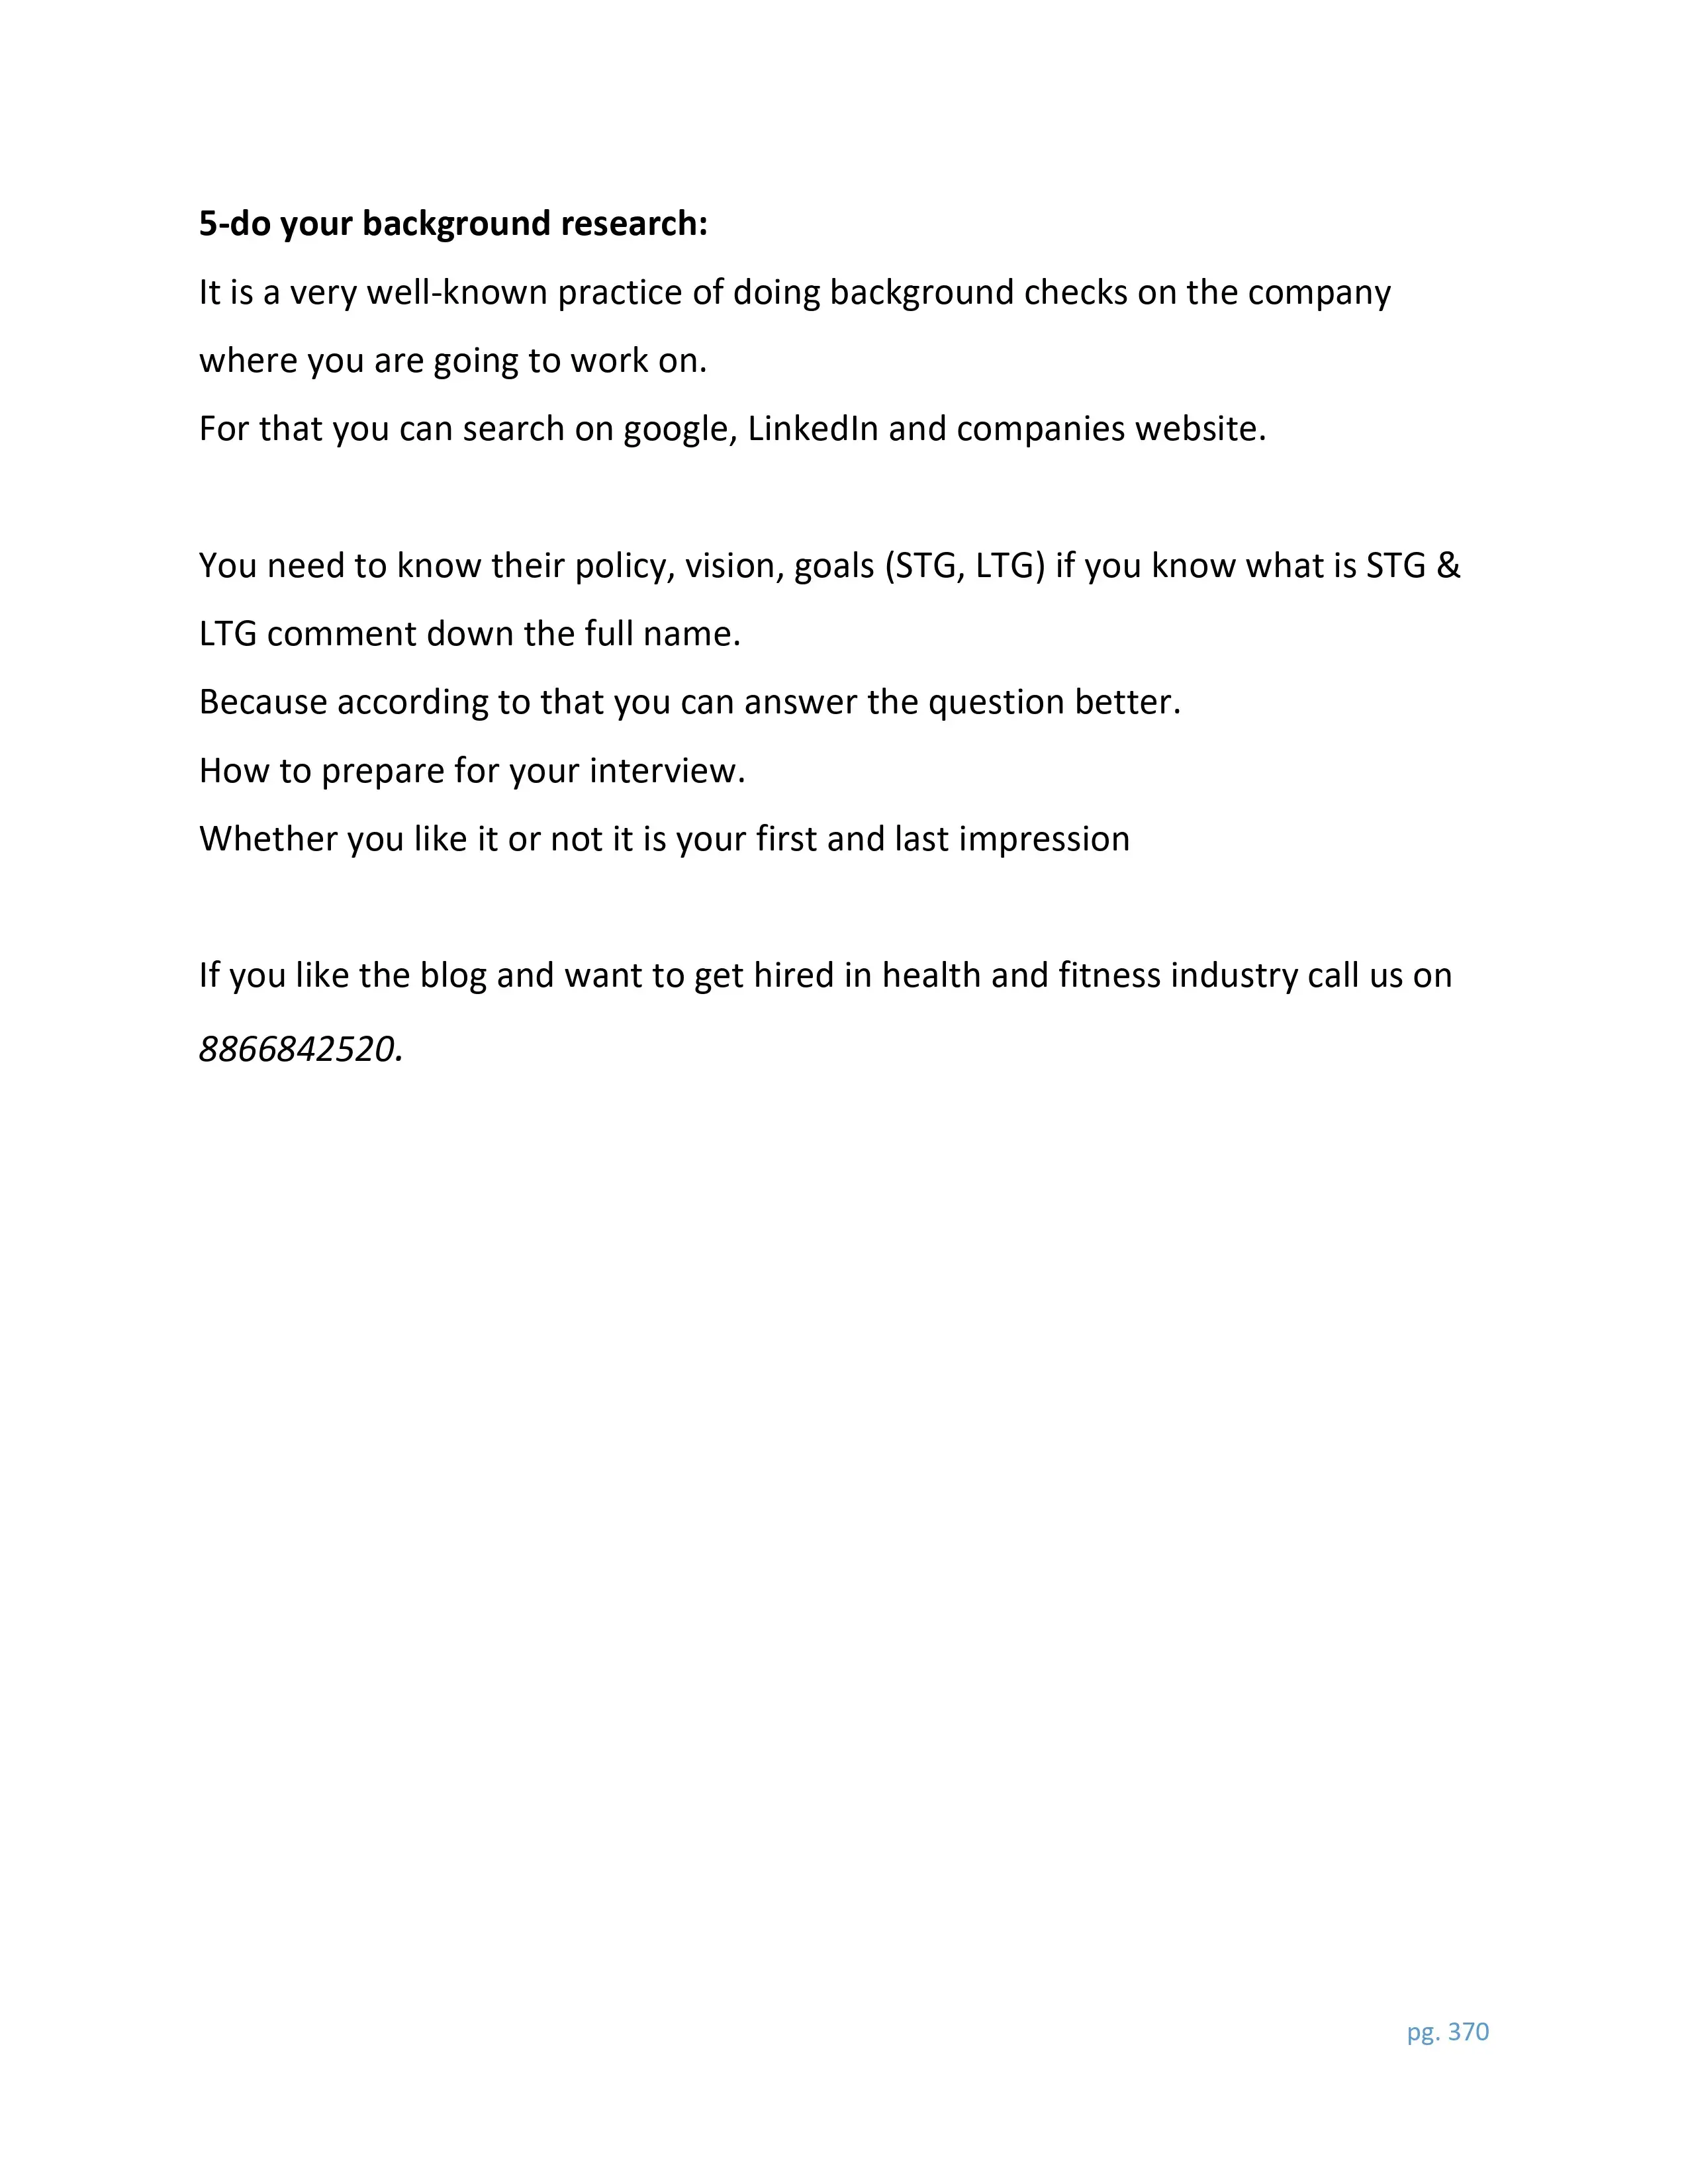 5-do your background research:
It is a very well-known practice of doing background checks on the company
where you are going to work on.
For that you can search on google, LinkedIn and companies website.
You need to know their policy, vision, goals (STG, LTG) if you know what is STG &
LTG comment down the full name.
Because according to that you can answer the question better.
How to prepare for your interview.
Whether you like it or not it is your first and last impression
If you like the blog and want to get hired in health and fitness industry call us on
8866842520.
pg. 370